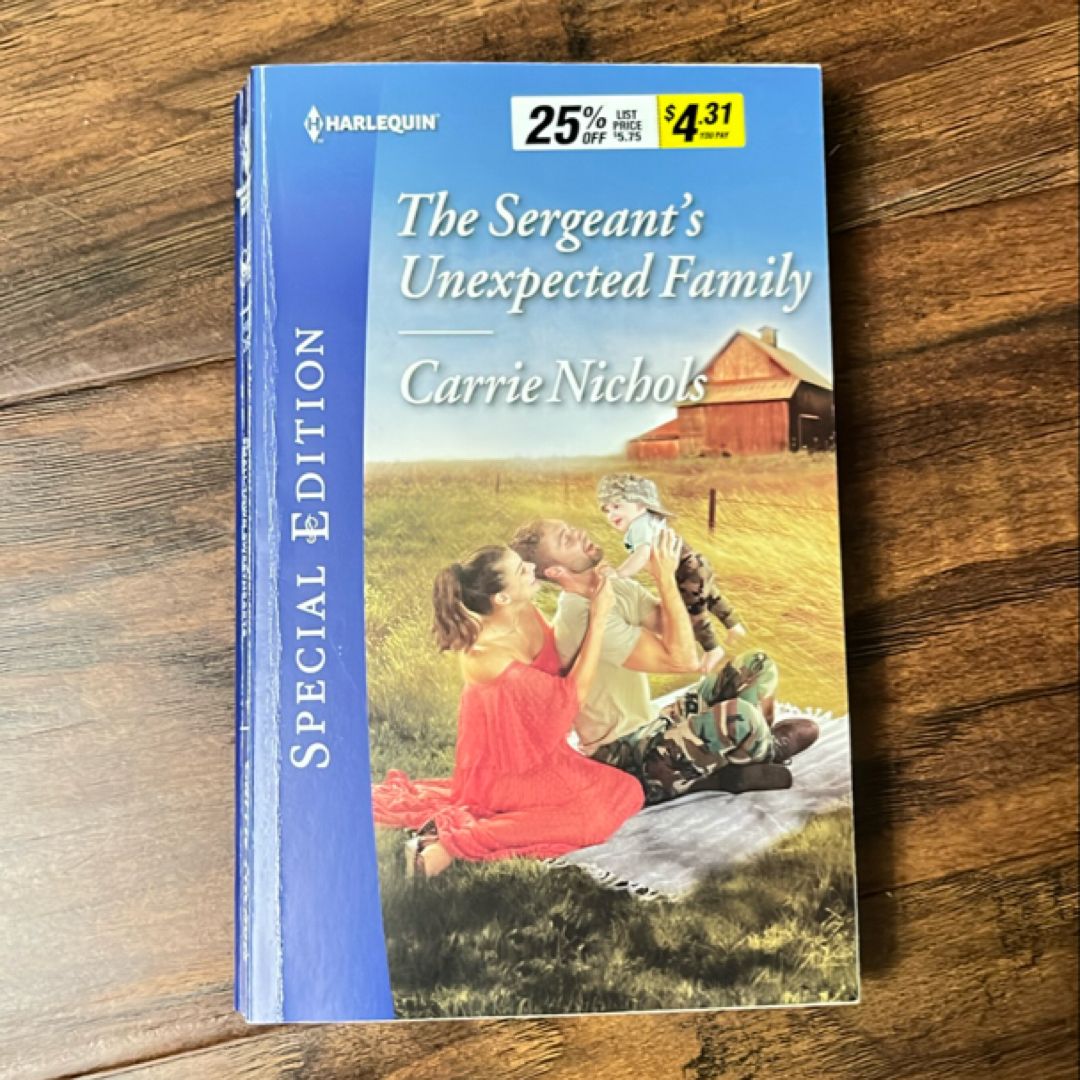 HARLEQUIN
25% OFF
LIST PRICE $5.75
$4.31
YOU PAY
The Sergeant's
Unexpected Family
Carrie Nichols
SPECIAL EDITION